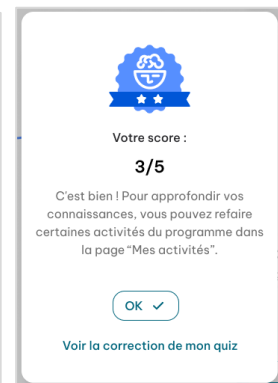 Votre score :
3/5
C'est bien ! Pour approfondir vos
connaissances, vous pouvez refaire
certaines activités du programme dans
la page “Mes activités”.
OK
Voir la correction de mon quiz